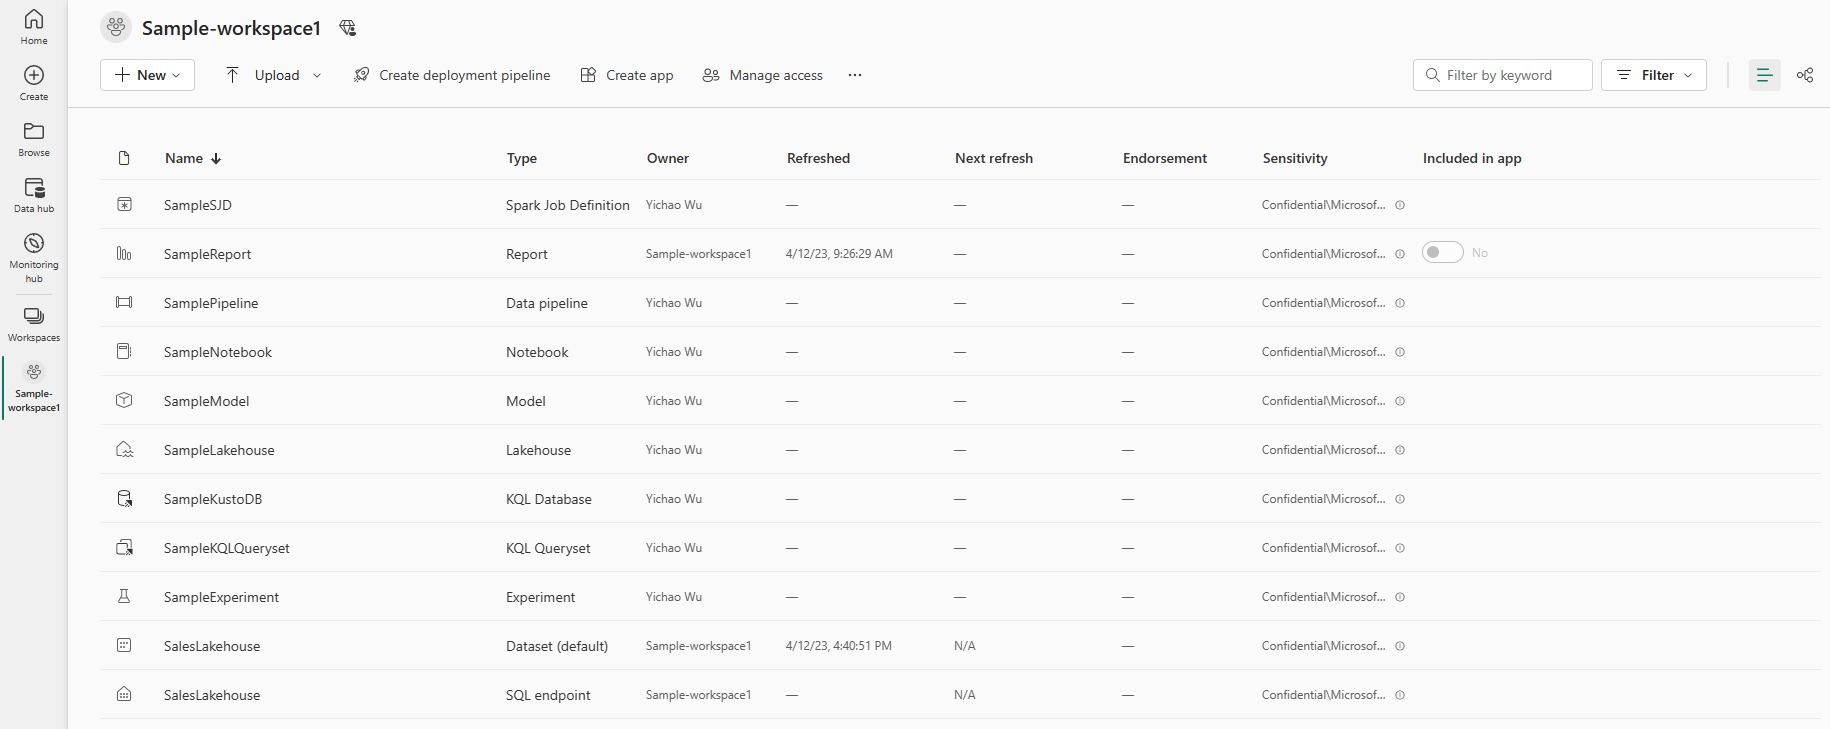 Home
Create
Browse
Data hub
Monitoring
hub
Workspaces
Sample-
workspace1
Sample-workspace1
New Upload Create deployment pipeline Create app Manage access ... Filter by keyword Filter
Name Type Owner Refreshed Next refresh Endorsement Sensitivity Included in app
SampleSJD Spark Job Definition Yichao Wu — — — Confidential\Microsof...
SampleReport Report Sample-workspace1 4/12/23, 9:26:29 AM — — Confidential\Microsof... No
SamplePipeline Data pipeline Yichao Wu — — — Confidential\Microsof...
SampleNotebook Notebook Yichao Wu — — — Confidential\Microsof...
SampleModel Model Yichao Wu — — — Confidential\Microsof...
SampleLakehouse Lakehouse Yichao Wu — — — Confidential\Microsof...
SampleKustoDB KQL Database Yichao Wu — — — Confidential\Microsof...
SampleKQLQueryset KQL Queryset Yichao Wu — — — Confidential\Microsof...
SampleExperiment Experiment Yichao Wu — — — Confidential\Microsof...
SalesLakehouse Dataset (default) Sample-workspace1 4/12/23, 4:40:51 PM N/A — Confidential\Microsof...
SalesLakehouse SQL endpoint Sample-workspace1 — N/A — Confidential\Microsof...